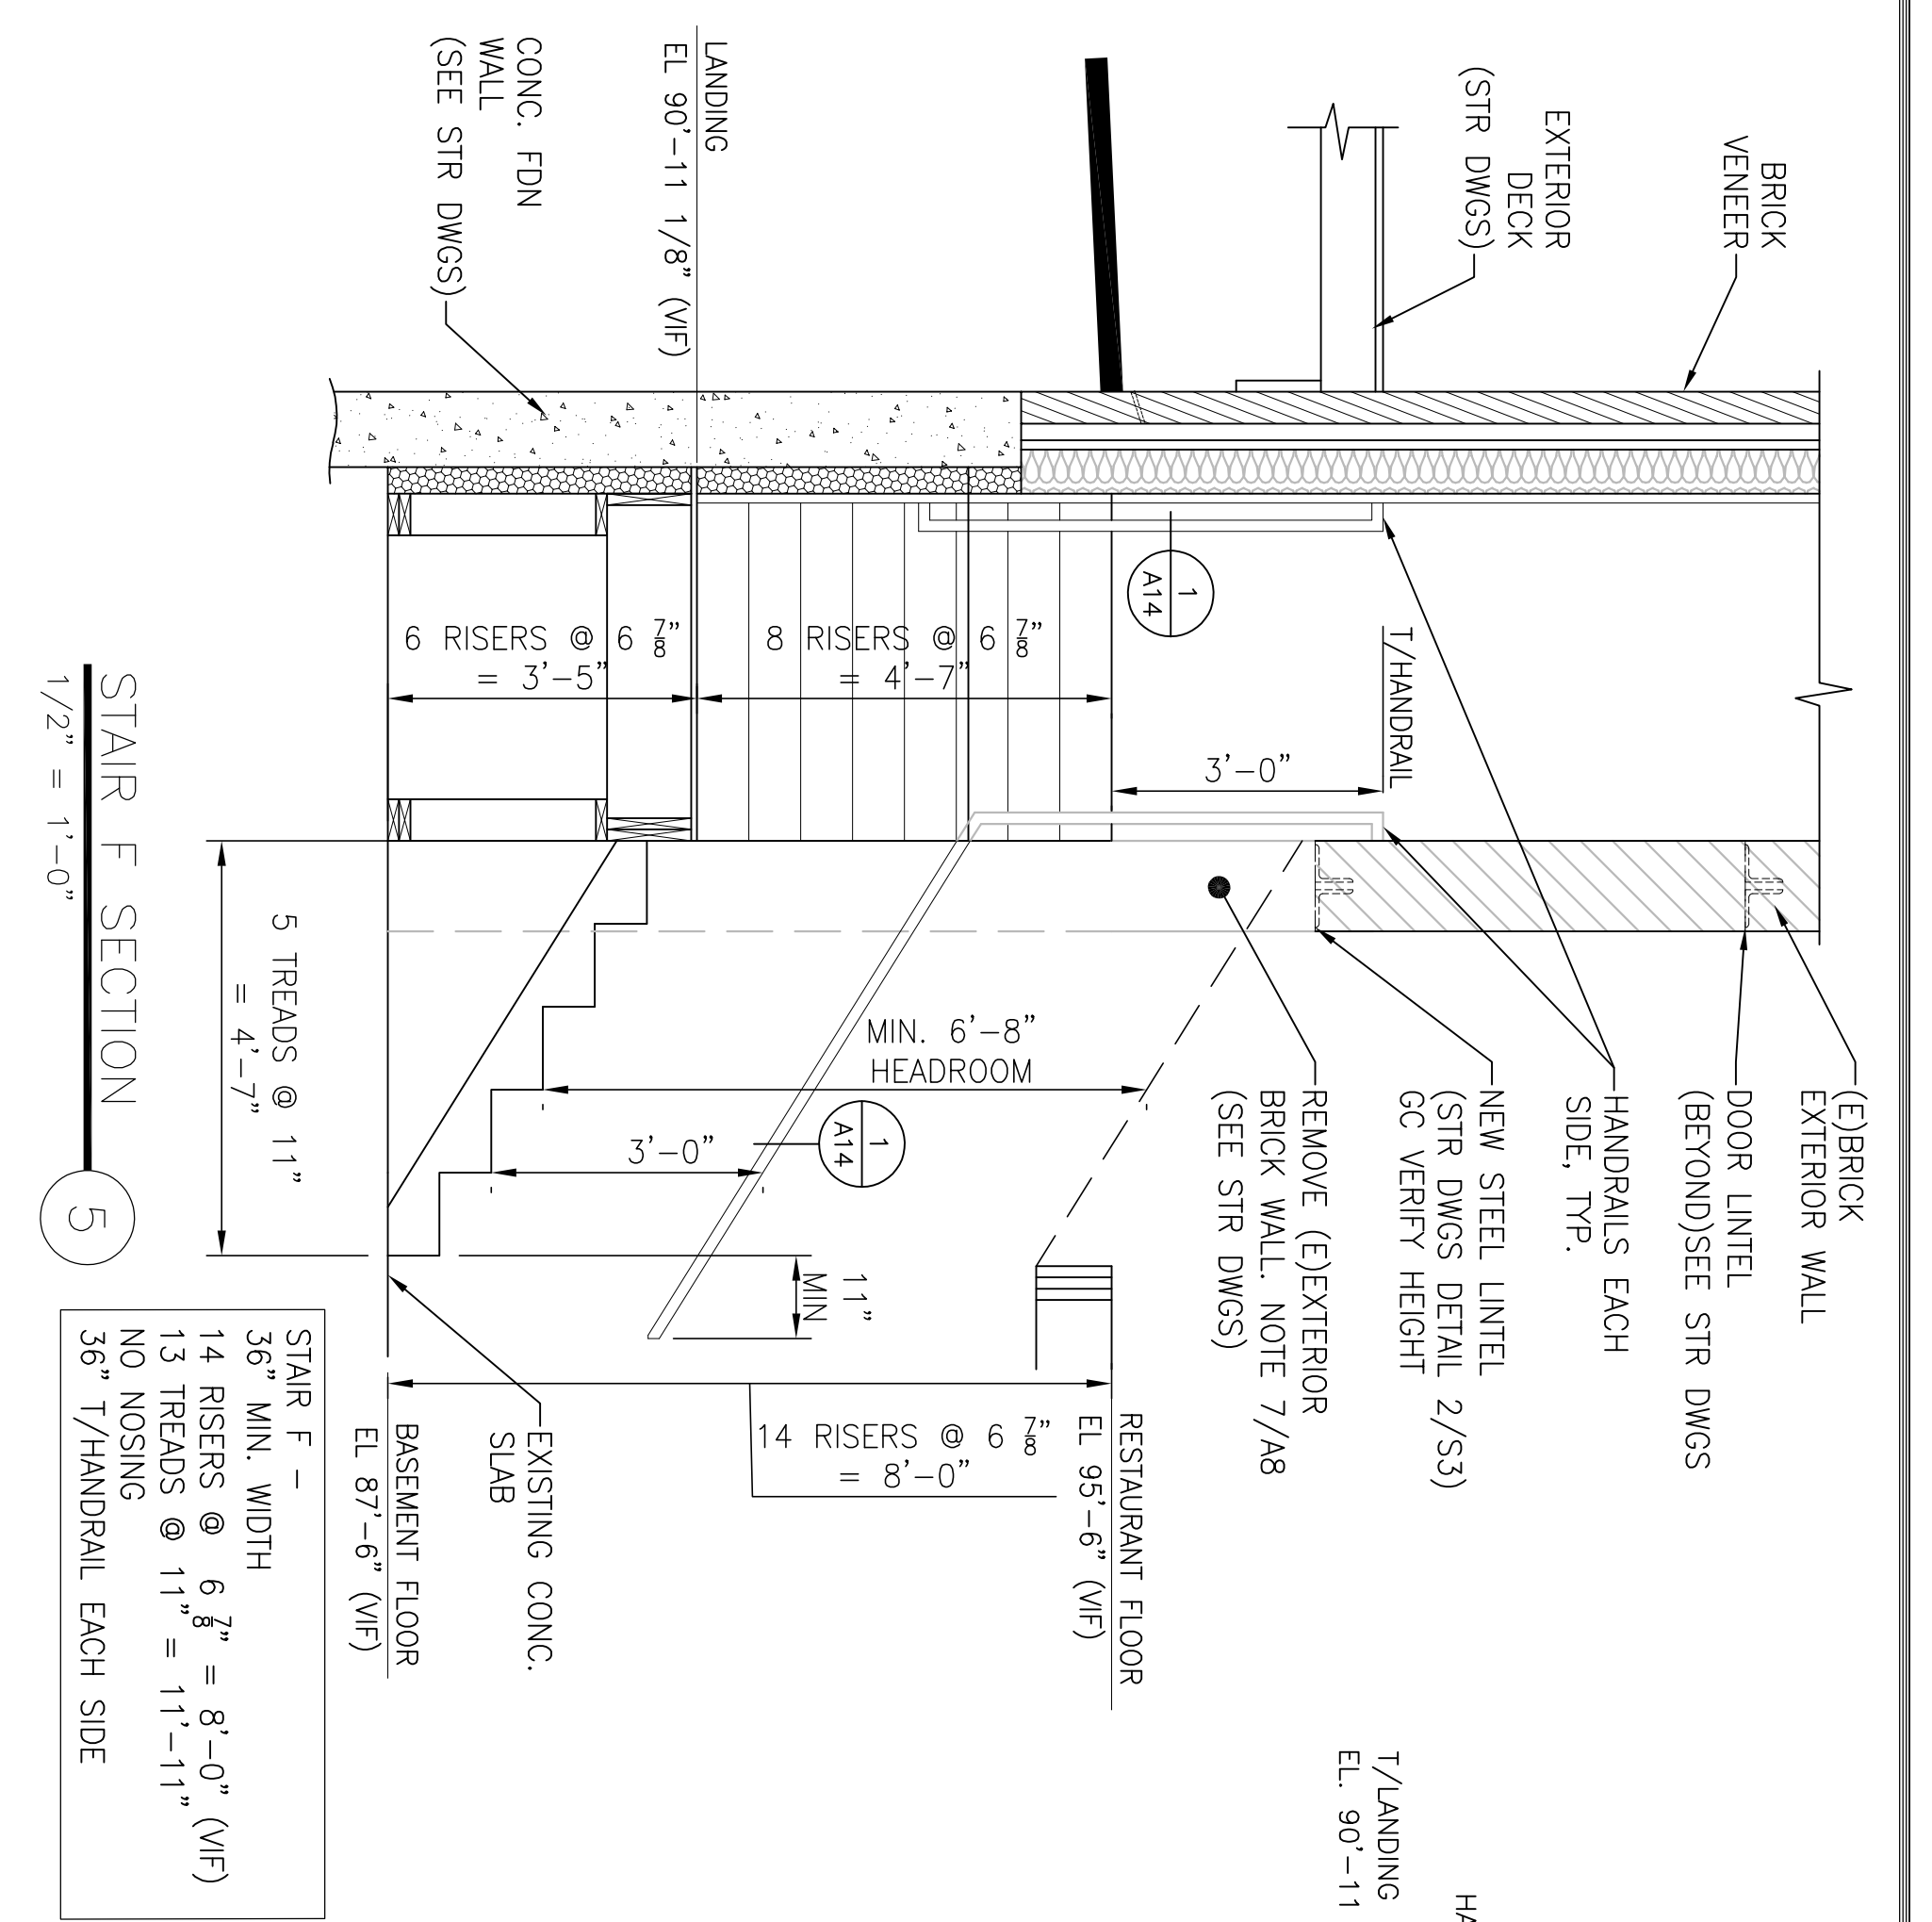 BRICK
VENEER
EXTERIOR
DECK
(STR DWGS)
LANDING
EL 90'-11 1/8" (VIF)
CONC. FDN
WALL
(SEE STR DWGS)
1
A14
T/HANDRAIL
3'-0"
6 RISERS @ 6 7/8"
= 3'-5"
8 RISERS @ 6 7/8"
= 4'-7"
(E)BRICK
EXTERIOR WALL
DOOR LINTEL
(BEYOND)SEE STR DWGS
HANDRAILS EACH
SIDE, TYP.
NEW STEEL LINTEL
(STR DWGS DETAIL 2/S3)
GC VERIFY HEIGHT
REMOVE (E)EXTERIOR
BRICK WALL. NOTE 7/A8
(SEE STR DWGS)
MIN. 6'-8"
HEADROOM
1
A14
3'-0"
11"
MIN
5 TREADS @ 11"
= 4'-7"
RESTAURANT FLOOR
EL 95'-6" (VIF)
14 RISERS @ 6 7/8"
= 8'-0"
EXISTING CONC.
SLAB
BASEMENT FLOOR
EL 87'-6" (VIF)
STAIR F SECTION
1/2" = 1'-0"
5
STAIR F –
36" MIN. WIDTH
14 RISERS @ 6 7/8" = 8'-0" (VIF)
13 TREADS @ 11" = 11'-11"
NO NOSING
36" T/HANDRAIL EACH SIDE
T/LANDING
EL. 90'-11
HA